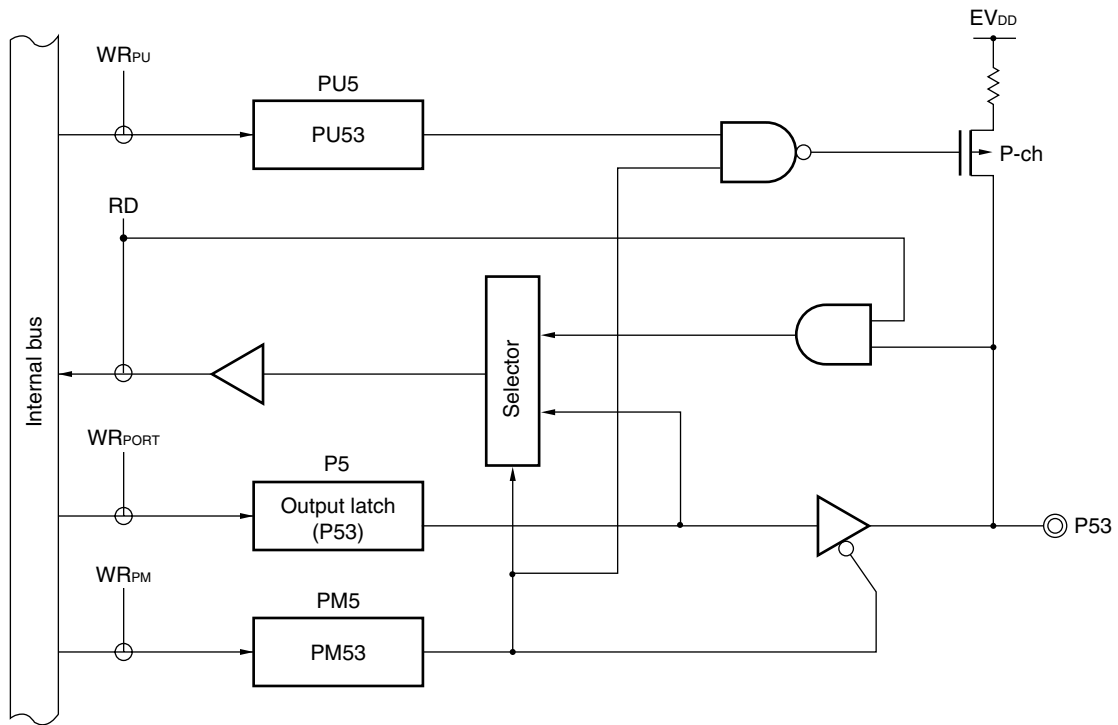 EVDD
WRPU
PU5
PU53
P-ch
RD
Internal bus
Selector
WRPORT
P5
Output latch
(P53)
P53
WRPM
PM5
PM53